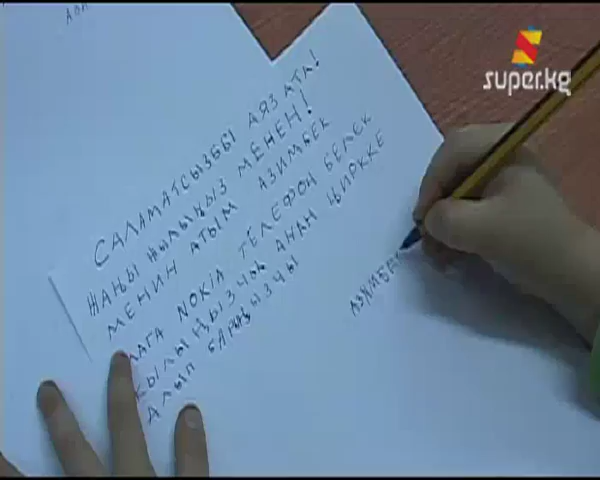 АПА
super.kg
САЛАМАТСЫЗБЫ АЯЗ АТА!
ЖАҢЫ ЖЫЛЫҢЫЗ МЕНЕН!
МЕНИН АТЫМ АЗИМБЕК
МАГА NOKIA ТЕЛЕФОН БЕЛЕК
КЫЛЫҢЫЗЧЫ АНАН ЦИРККЕ
АЛЫП БАРЫҢЫЗЧЫ
АЗИМБЕК